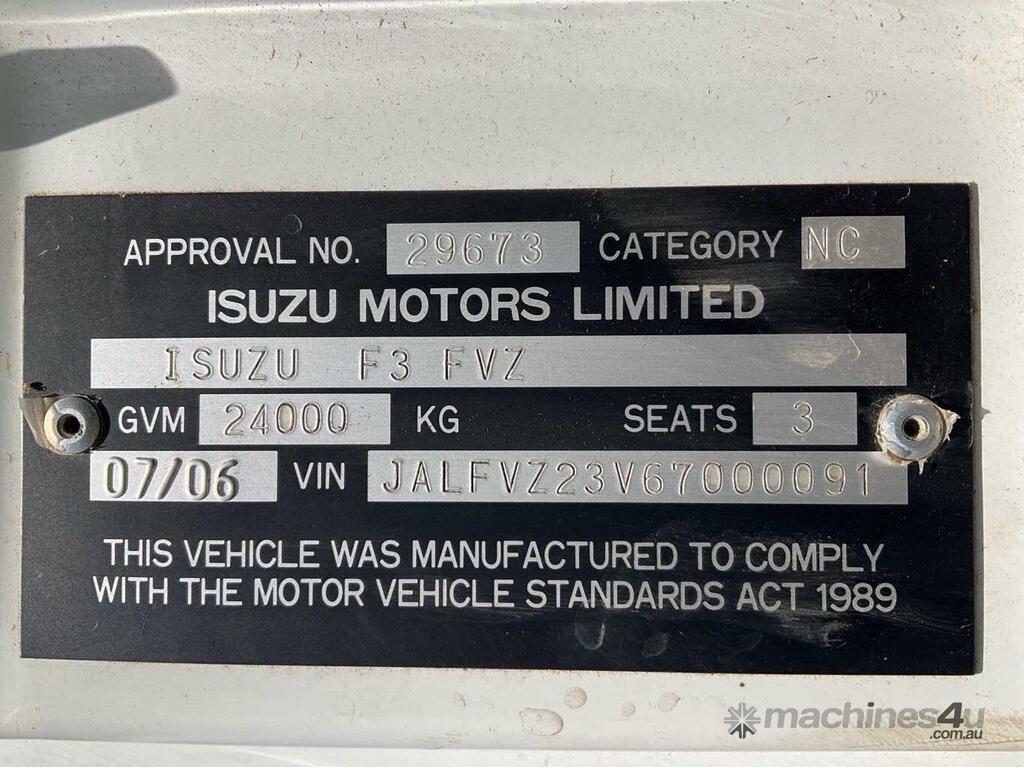 APPROVAL NO. 29673 CATEGORY NC
ISUZU MOTORS LIMITED
ISUZU F3 FVZ
GVM 24000 KG SEATS 3
07/06 VIN JALFVZ23V67000091
THIS VEHICLE WAS MANUFACTURED TO COMPLY
WITH THE MOTOR VEHICLE STANDARDS ACT 1989
machines4u
.com.au